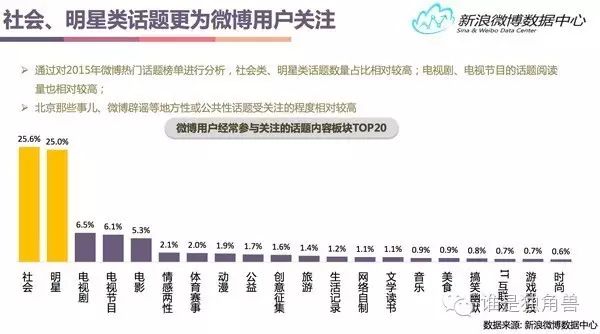 社会、明星类话题更为微博用户关注
新浪微博数据中心
Sina & Weibo Data Center
通过对2015年微博热门话题榜单进行分析，社会类、明星类话题数量占比相对较高；电视剧、电视节目的话题阅读
量也相对较高；
北京那些事儿、微博辟谣等地方性或公共性话题受关注的程度相对较高
微博用户经常参与关注的话题内容板块TOP20
25.6%
25.0%
6.5%
6.1%
5.3%
2.1%
2.0%
1.9%
1.7%
1.6%
1.4%
1.2%
1.1%
1.1%
0.9%
0.9%
0.8%
0.7%
0.7%
0.6%
社会
明星
电视剧
电视节目
电影
情感两性
体育赛事
动漫
公益
创意征集
旅游
生活记录
网络自制
文学读书
音乐
美食
搞笑幽默
IT互联网
游戏竞技
时尚
谁是独角兽
数据来源: 新浪微博数据中心